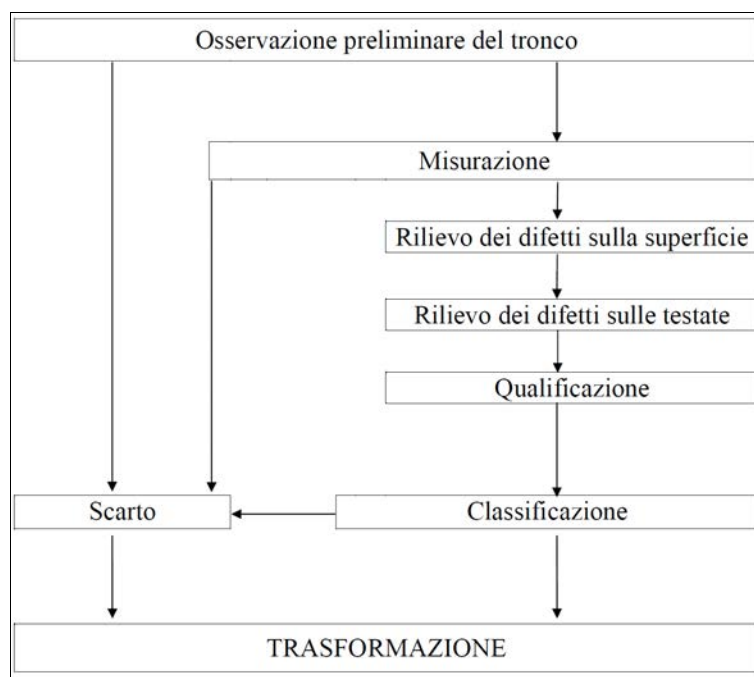 Osservazione preliminare del tronco
Misurazione
Rilievo dei difetti sulla superficie
Rilievo dei difetti sulle testate
Qualificazione
Scarto
Classificazione
TRASFORMAZIONE